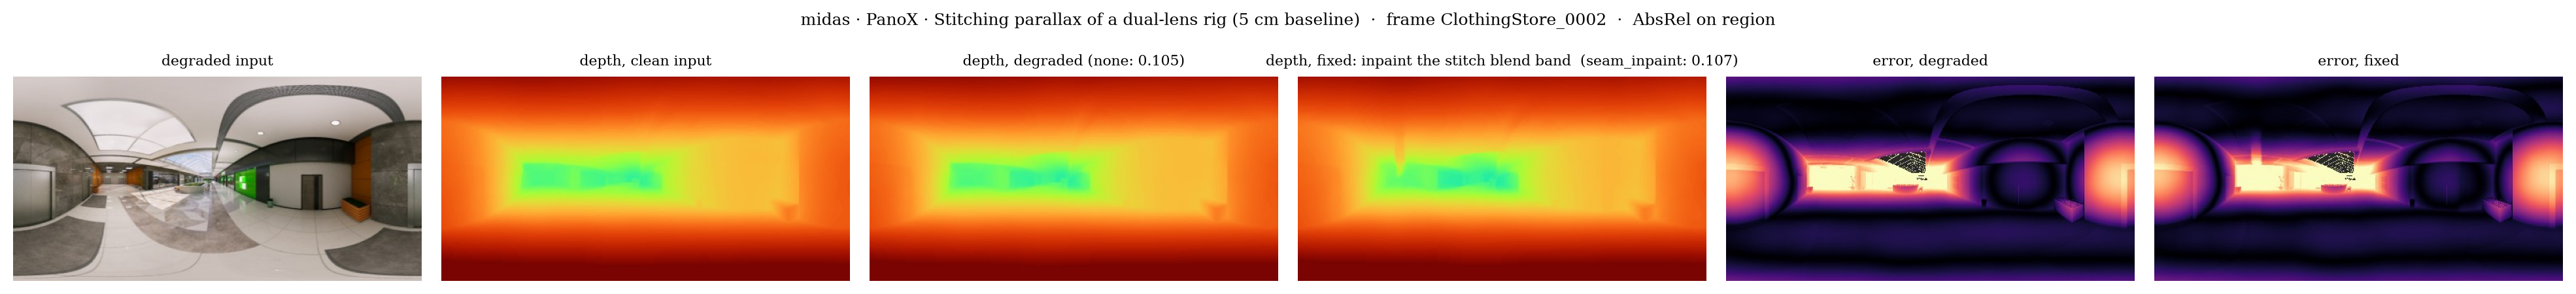 midas · PanoX · Stitching parallax of a dual-lens rig (5 cm baseline)  ·  frame ClothingStore_0002  ·  AbsRel on region
degraded input
depth, clean input
depth, degraded (none: 0.105)
depth, fixed: inpaint the stitch blend band  (seam_inpaint: 0.107)
error, degraded
error, fixed